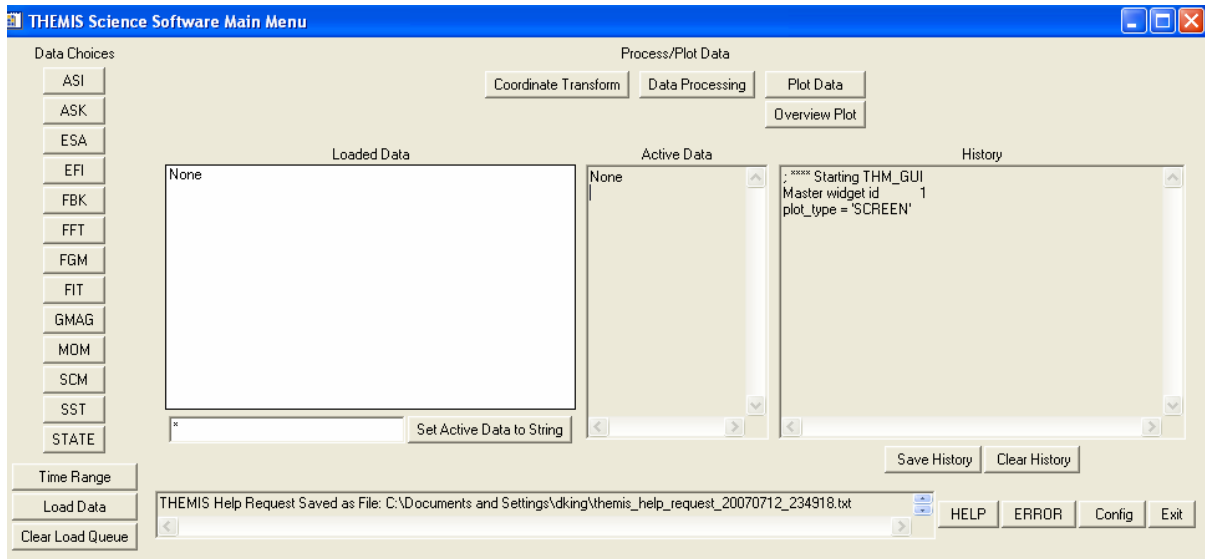 THEMIS Science Software Main Menu
Data Choices
ASI
ASK
ESA
EFI
FBK
FFT
FGM
FIT
GMAG
MOM
SCM
SST
STATE
Time Range
Load Data
Clear Load Queue
Process/Plot Data
Coordinate Transform Data Processing Plot Data
Overview Plot
Loaded Data
None
*
Set Active Data to String
Active Data
None
History
; **** Starting THM_GUI
Master widget id 1
plot_type = 'SCREEN'
Save History Clear History
THEMIS Help Request Saved as File: C:\Documents and Settings\dking\themis_help_request_20070712_234918.txt
HELP ERROR Config Exit